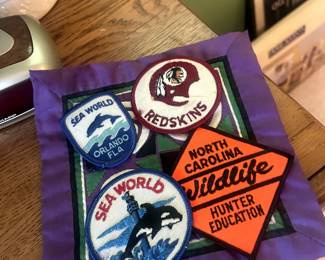 SEA WORLD
ORLANDO
FLA
REDSKINS
NORTH
CAROLINA
Wildlife
HUNTER
EDUCATION
SEA WORLD